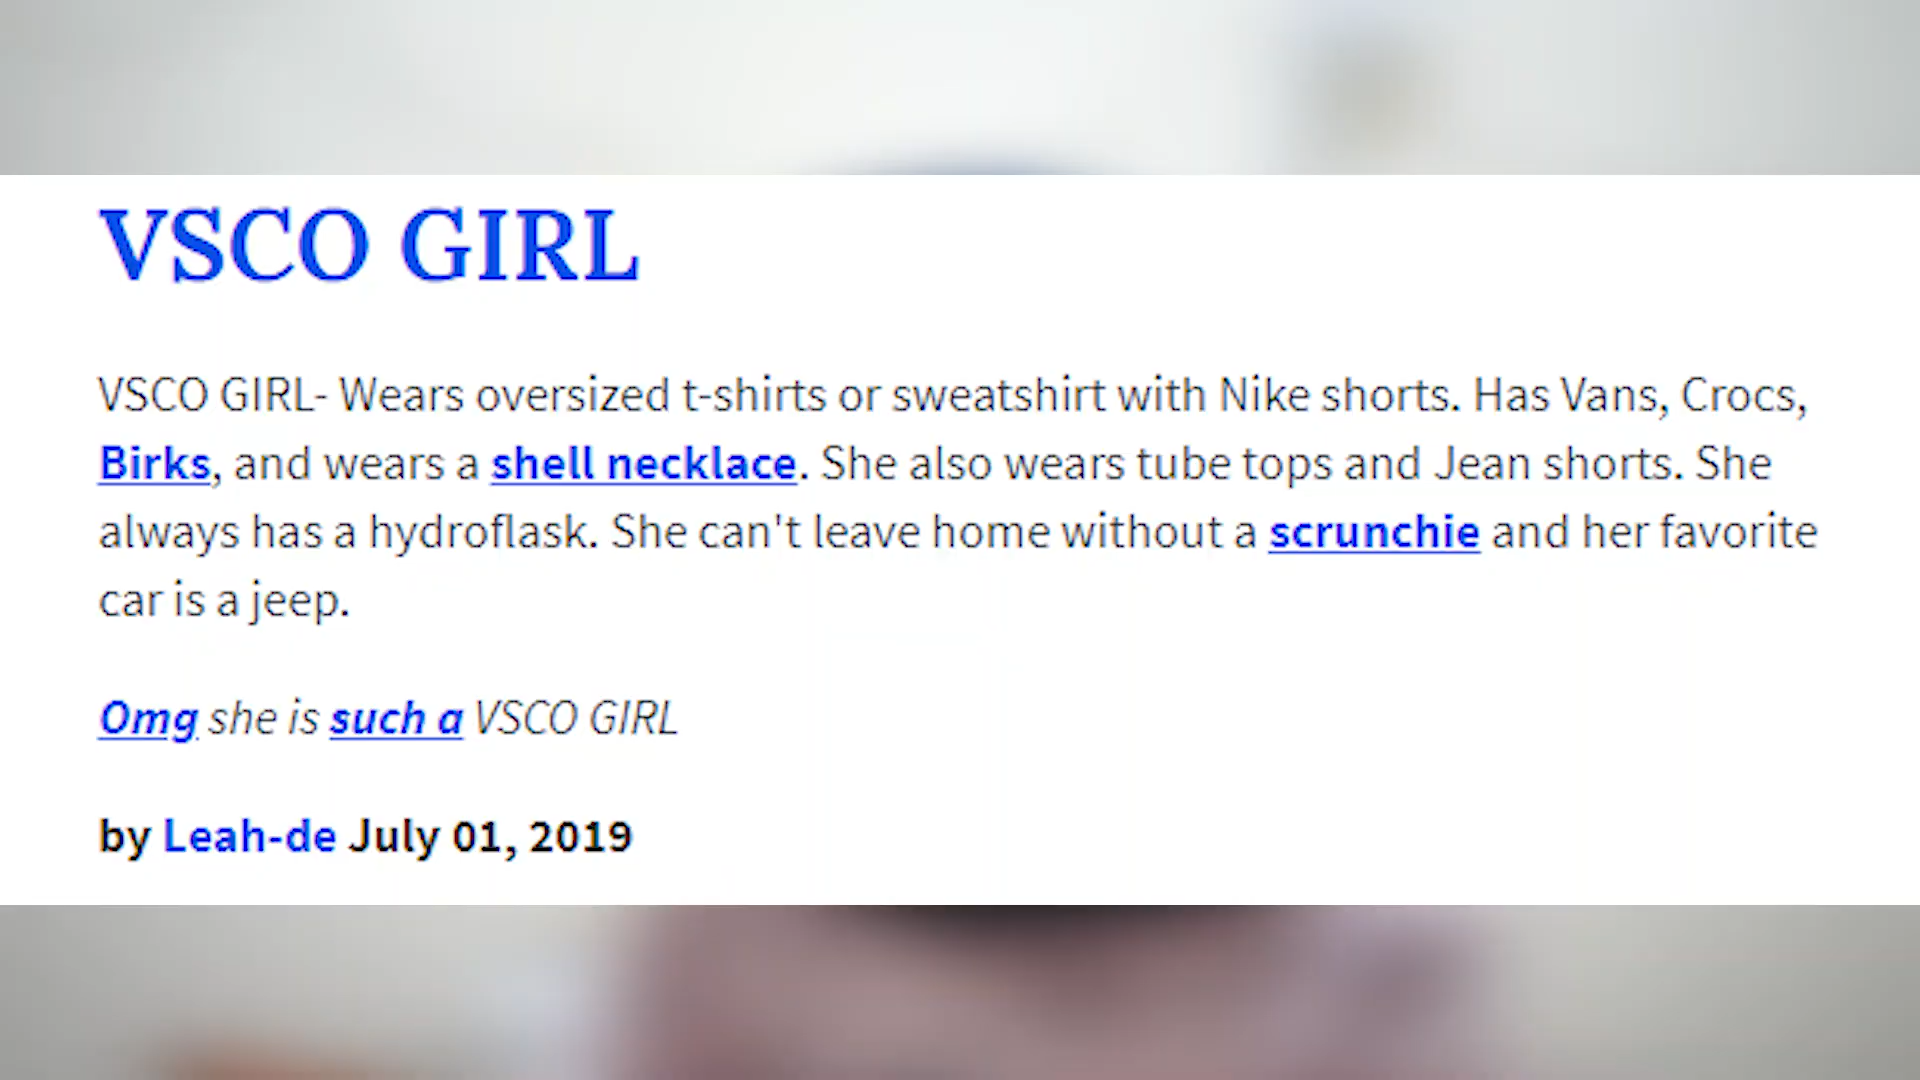 VSCO GIRL
VSCO GIRL- Wears oversized t-shirts or sweatshirt with Nike shorts. Has Vans, Crocs,
Birks, and wears a shell necklace. She also wears tube tops and Jean shorts. She
always has a hydroflask. She can't leave home without a scrunchie and her favorite
car is a jeep.
Omg she is such a VSCO GIRL
by Leah-de July 01, 2019